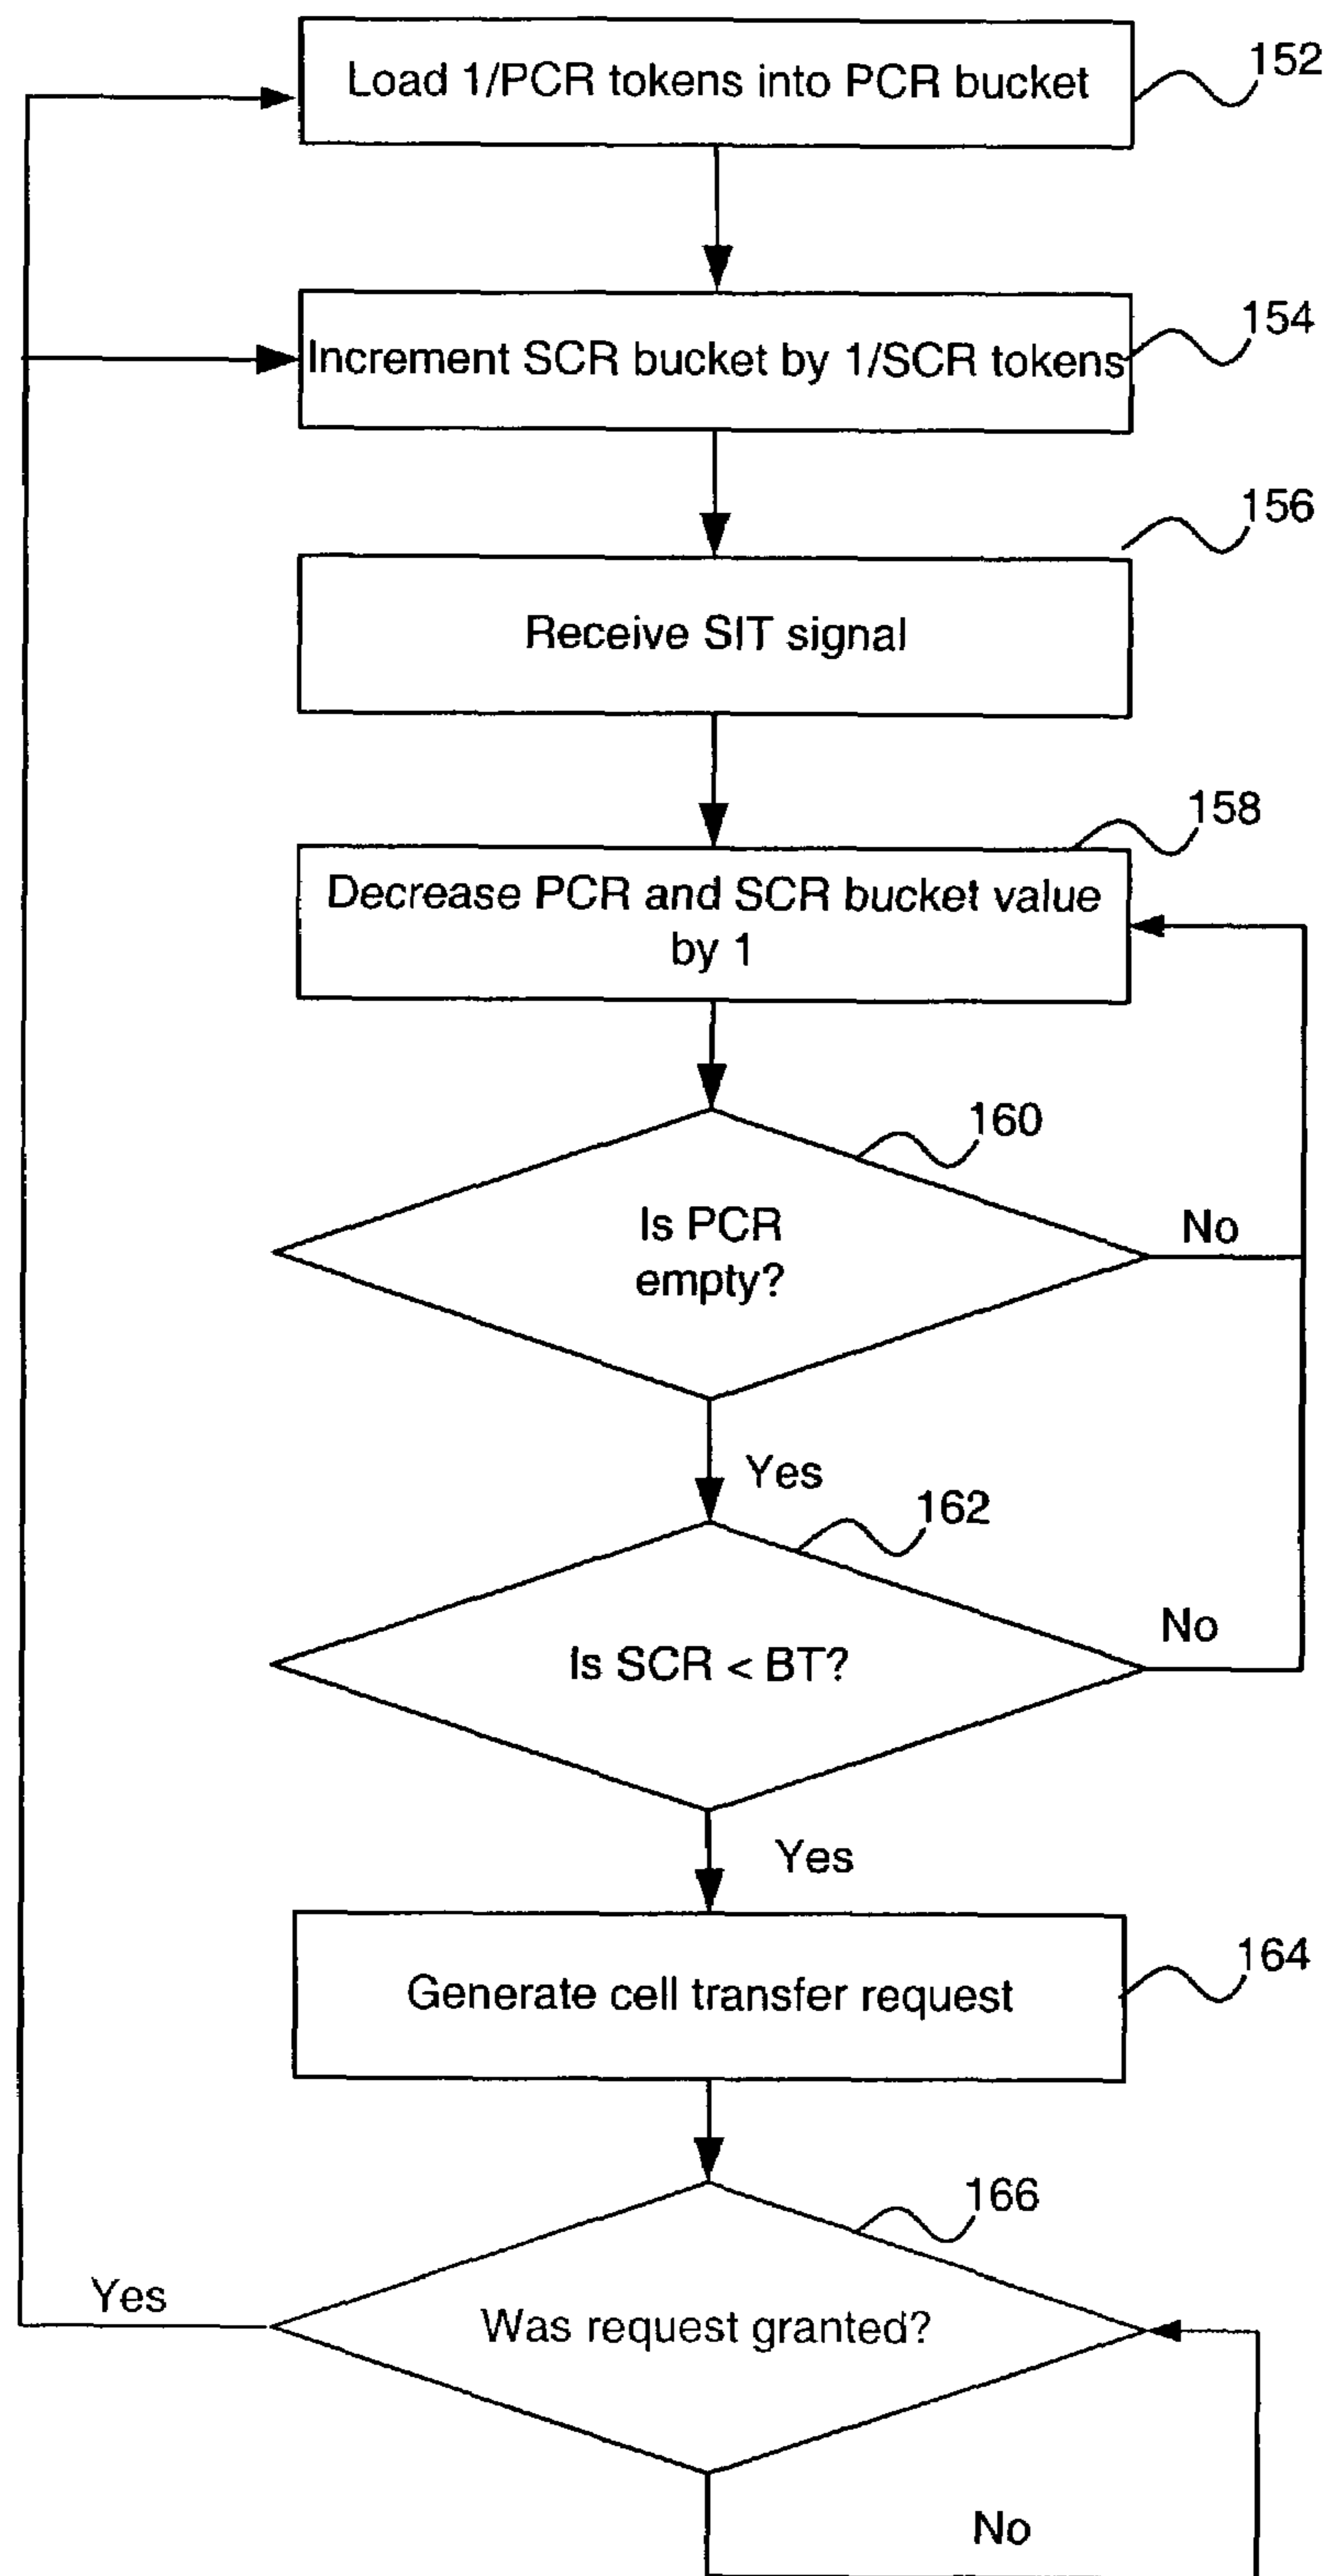 Load 1/PCR tokens into PCR bucket
152
Increment SCR bucket by 1/SCR tokens
154
156
Receive SIT signal
158
Decrease PCR and SCR bucket value
by 1
160
Is PCR
empty?
No
Yes
162
Is SCR < BT?
No
Yes
164
Generate cell transfer request
166
Yes
Was request granted?
No